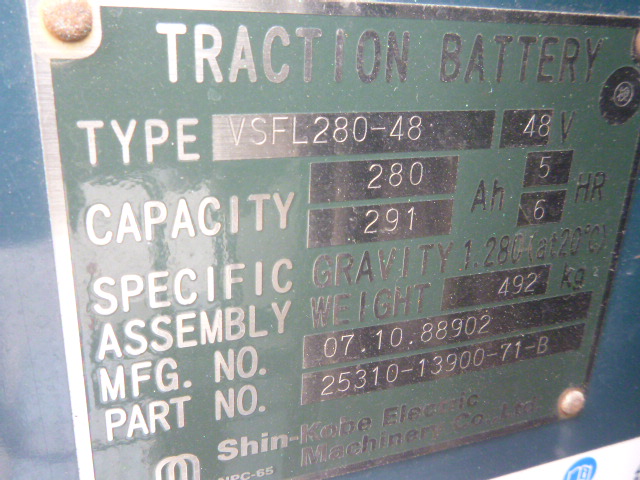 TRACTION BATTERY
TYPE VSFL280-48 48 V
CAPACITY 280 Ah 5 HR
291 6
SPECIFIC GRAVITY 1.280 (at 20°C)
ASSEMBLY WEIGHT 492 kg
MFG. NO. 07.10.88902
PART NO. 25310-13900-71-B
Shin-Kobe Electric
Machinery Co. Ltd.